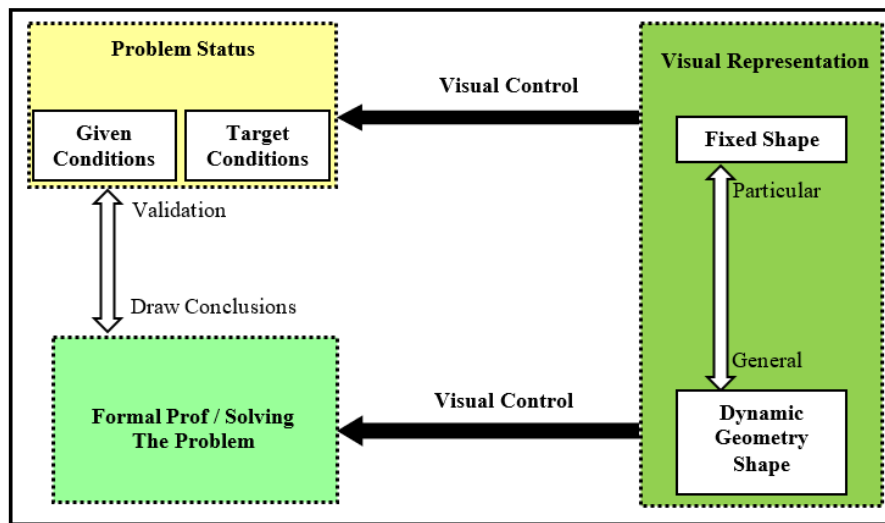 Problem Status
Given
Conditions
Target
Conditions
Visual Control
Visual Representation
Fixed Shape
Particular
Validation
Draw Conclusions
General
Formal Prof / Solving
The Problem
Visual Control
Dynamic
Geometry
Shape